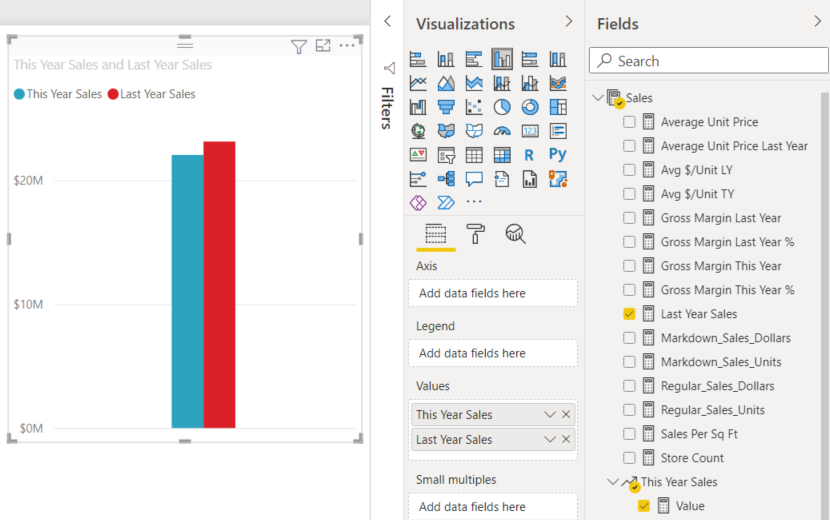 This Year Sales and Last Year Sales
This Year Sales Last Year Sales
$20M
$10M
$0M
Filters
Visualizations
123
R
Py
Axis
Add data fields here
Legend
Add data fields here
Values
This Year Sales
Last Year Sales
Small multiples
Add data fields here
Fields
Search
Sales
Average Unit Price
Average Unit Price Last Year
Avg $/Unit LY
Avg $/Unit TY
Gross Margin Last Year
Gross Margin Last Year %
Gross Margin This Year
Gross Margin This Year %
Last Year Sales
Markdown_Sales_Dollars
Markdown_Sales_Units
Regular_Sales_Dollars
Regular_Sales_Units
Sales Per Sq Ft
Store Count
This Year Sales
Value